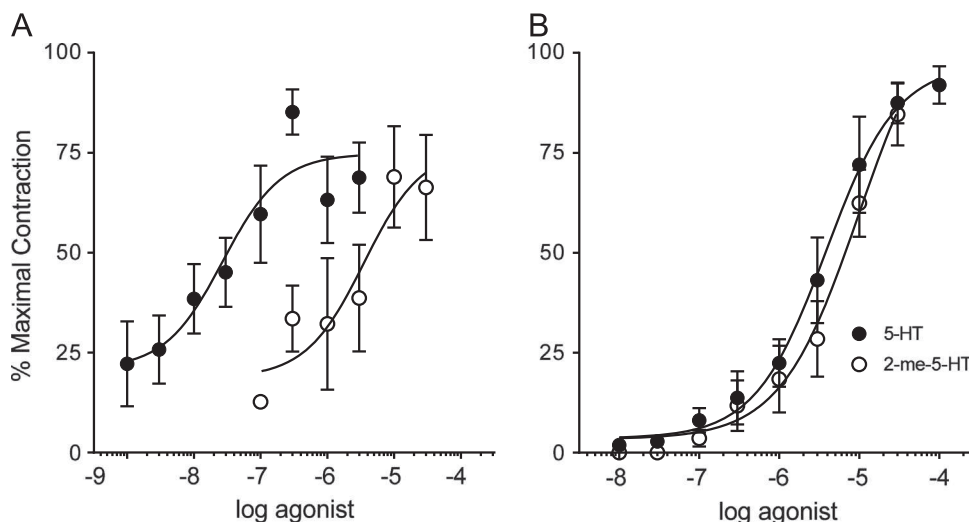 A
B
% Maximal Contraction
100
75
50
25
0
-9 -8 -7 -6 -5 -4
log agonist
100
75
50
25
0
-8 -7 -6 -5 -4
log agonist
5-HT
2-me-5-HT